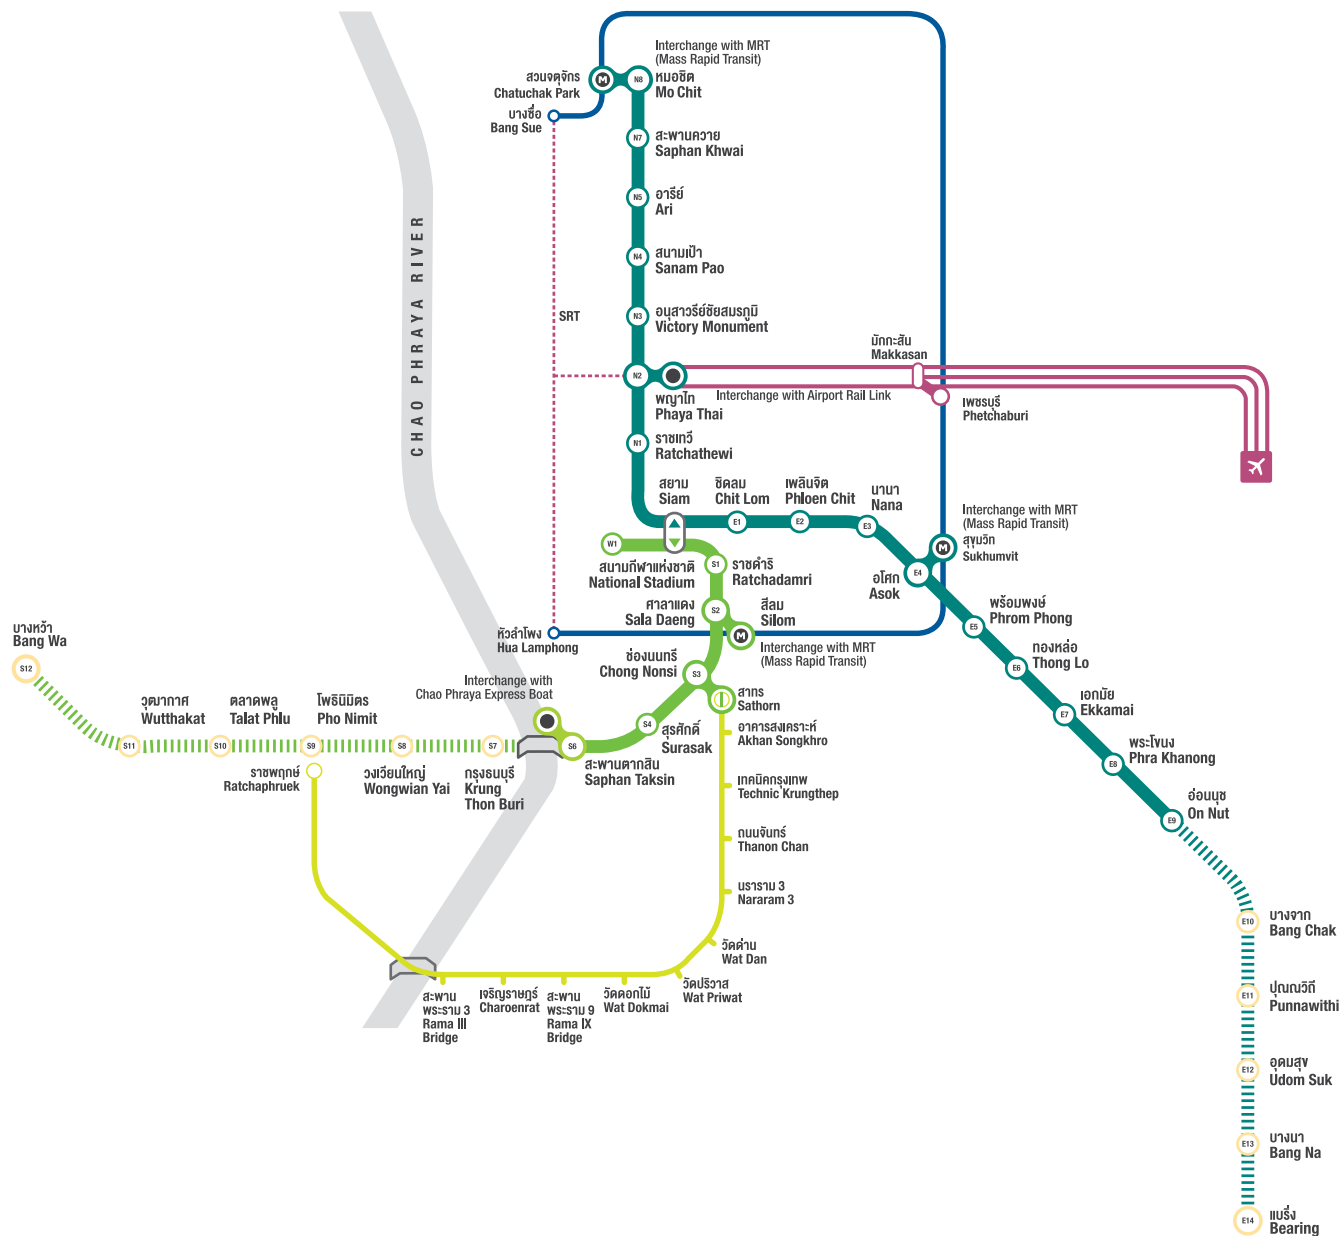 Interchange with MRT
(Mass Rapid Transit)
สวนจตุจักร
Chatuchak Park
M
N8
หมอชิต
Mo Chit
บางซื่อ
Bang Sue
N7
สะพานควาย
Saphan Khwai
N5
อารีย์
Ari
CHAO PHRAYA RIVER
N4
สนามเป้า
Sanam Pao
SRT
N3
อนุสาวรีย์ชัยสมรภูมิ
Victory Monument
มักกะสัน
Makkasan
N2
พญาไท
Phaya Thai
Interchange with Airport Rail Link
เพชรบุรี
Phetchaburi
N1
ราชเทวี
Ratchathewi
สยาม
Siam
ชิดลม
Chit Lom
เพลินจิต
Phloen Chit
นานา
Nana
E1
E2
E3
Interchange with MRT
(Mass Rapid Transit)
M
สุขุมวิท
Sukhumvit
W1
สนามกีฬาแห่งชาติ
National Stadium
S1
ราชดำริ
Ratchadamri
E4
อโศก
Asok
ศาลาแดง
Sala Daeng
S2
สีลม
Silom
M
Interchange with MRT
(Mass Rapid Transit)
E5
พร้อมพงษ์
Phrom Phong
หัวลำโพง
Hua Lamphong
บางหว้า
Bang Wa
S12
ช่องนนทรี
Chong Nonsi
S3
E6
ทองหล่อ
Thong Lo
Interchange with
Chao Phraya Express Boat
สาทร
Sathorn
E7
เอกมัย
Ekkamai
วุฒากาศ
Wutthakat
ตลาดพลู
Talat Phlu
โพธินิมิตร
Pho Nimit
S4
สุรศักดิ์
Surasak
อาคารสงเคราะห์
Akhan Songkhro
S11
S10
S9
S8
S7
S6
E8
พระโขนง
Phra Khanong
ราชพฤกษ์
Ratchaphruek
วงเวียนใหญ่
Wongwian Yai
กรุงธนบุรี
Krung
Thon Buri
สะพานตากสิน
Saphan Taksin
เทคนิคกรุงเทพ
Technic Krungthep
E9
อ่อนนุช
On Nut
ถนนจันทร์
Thanon Chan
นราราม 3
Nararam 3
E10
บางจาก
Bang Chak
วัดด่าน
Wat Dan
วัดปริวาส
Wat Priwat
สะพาน
พระราม 3
Rama III
Bridge
เจริญราษฎร์
Charoenrat
สะพาน
พระราม 9
Rama IX
Bridge
วัดดอกไม้
Wat Dokmai
E11
ปุณณวิถี
Punnawithi
E12
อุดมสุข
Udom Suk
E13
บางนา
Bang Na
E14
แบริ่ง
Bearing